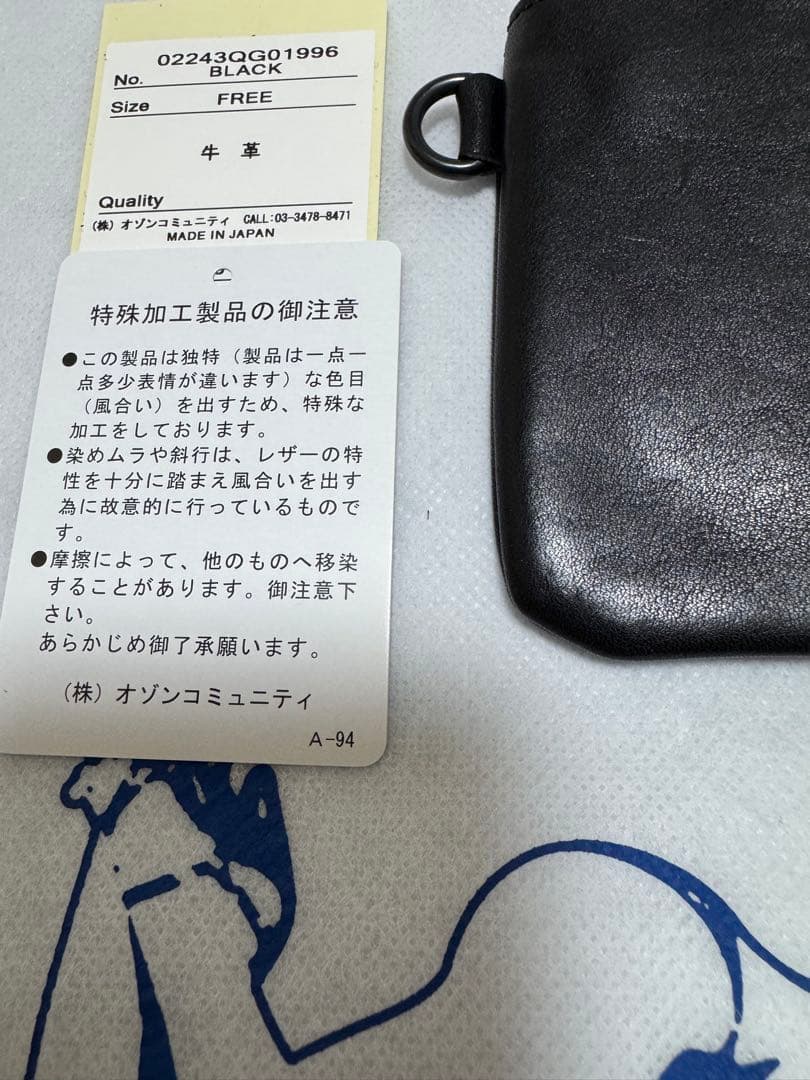 No. 02243QG01996
BLACK
Size FREE
牛 革
Quality
(株) オゾンコミュニティ CALL:03-3478-8471
MADE IN JAPAN
特殊加工製品の御注意
●この製品は独特（製品は一点一
点多少表情が違います）な色目
（風合い）を出すため、特殊な
加工をしております。
●染めムラや斜行は、レザーの特
性を十分に踏まえ風合いを出す
為に故意的に行っているもので
す。
●摩擦によって、他のものへ移染
することがあります。御注意下
さい。
あらかじめ御了承願います。
（株）オゾンコミュニティ
A-94